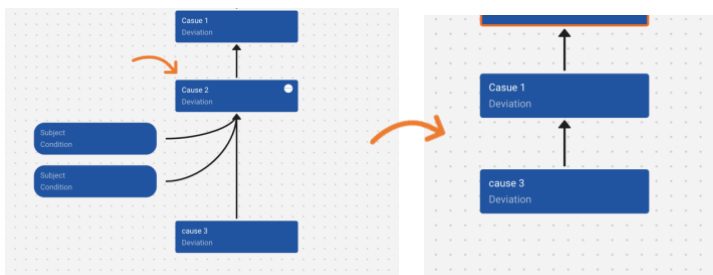 Casue 1
Deviation
Cause 2
Deviation
Subject
Condition
Subject
Condition
cause 3
Deviation
Casue 1
Deviation
cause 3
Deviation